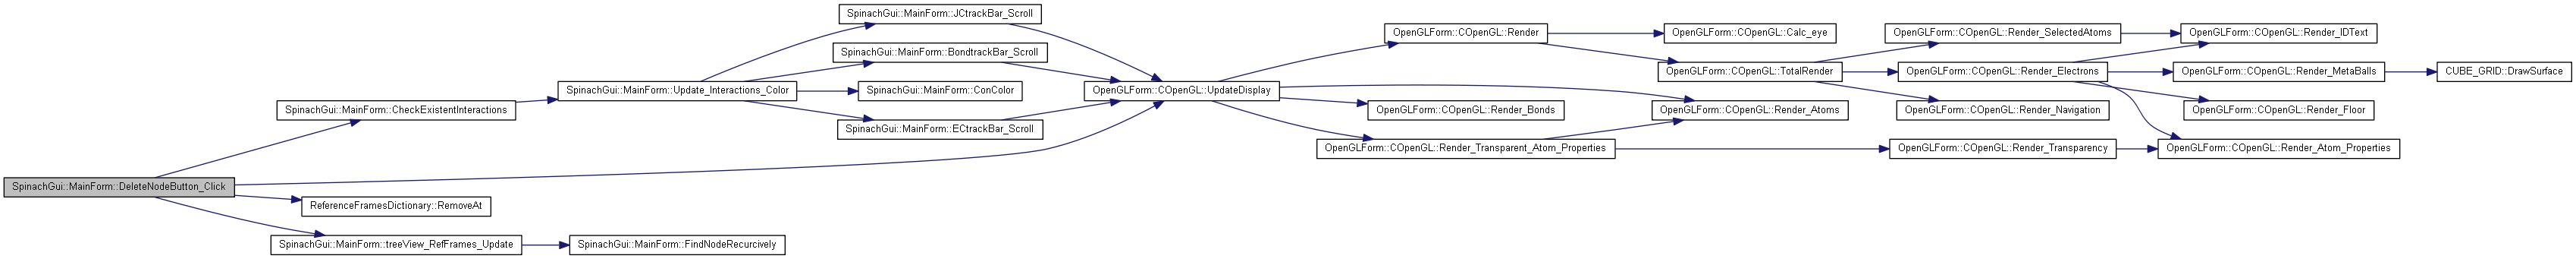 SpinachGui::MainForm::DeleteNodeButton_Click
SpinachGui::MainForm::CheckExistentInteractions
ReferenceFramesDictionary::RemoveAt
SpinachGui::MainForm::treeView_RefFrames_Update
SpinachGui::MainForm::Update_Interactions_Color
SpinachGui::MainForm::FindNodeRecurcively
SpinachGui::MainForm::JCtrackBar_Scroll
SpinachGui::MainForm::BondtrackBar_Scroll
SpinachGui::MainForm::ConColor
SpinachGui::MainForm::ECtrackBar_Scroll
OpenGLForm::COpenGL::UpdateDisplay
OpenGLForm::COpenGL::Render
OpenGLForm::COpenGL::Render_Bonds
OpenGLForm::COpenGL::Render_Transparent_Atom_Properties
OpenGLForm::COpenGL::Calc_eye
OpenGLForm::COpenGL::TotalRender
OpenGLForm::COpenGL::Render_Atoms
OpenGLForm::COpenGL::Render_SelectedAtoms
OpenGLForm::COpenGL::Render_Electrons
OpenGLForm::COpenGL::Render_Navigation
OpenGLForm::COpenGL::Render_Transparency
OpenGLForm::COpenGL::Render_IDText
OpenGLForm::COpenGL::Render_MetaBalls
OpenGLForm::COpenGL::Render_Floor
OpenGLForm::COpenGL::Render_Atom_Properties
CUBE_GRID::DrawSurface